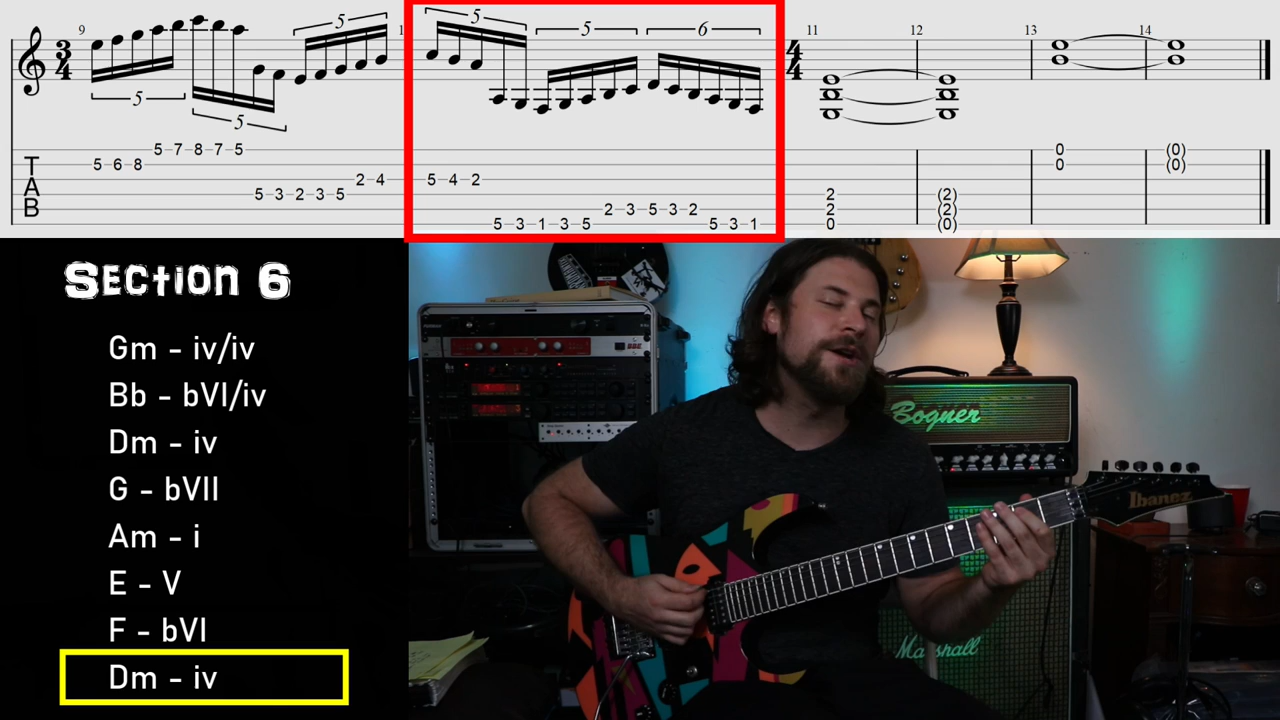 9 5 1 5 5 6 11 12 13 14
3 4 5 5 4 4
5 7 8 7 5 0 (0)
T 5 6 8 0 (0)
A 2 4 5 4 2
B 5 3 2 3 5 2 (2)
2 3 5 3 2 2 (2)
5 3 1 3 5 5 3 1 0 (0)
Section 6
Gm - iv/iv
Bb - bVI/iv
Dm - iv
G - bVII
Am - i
E - V
F - bVI
Dm - iv
Bogner
Ibanez
Marshall